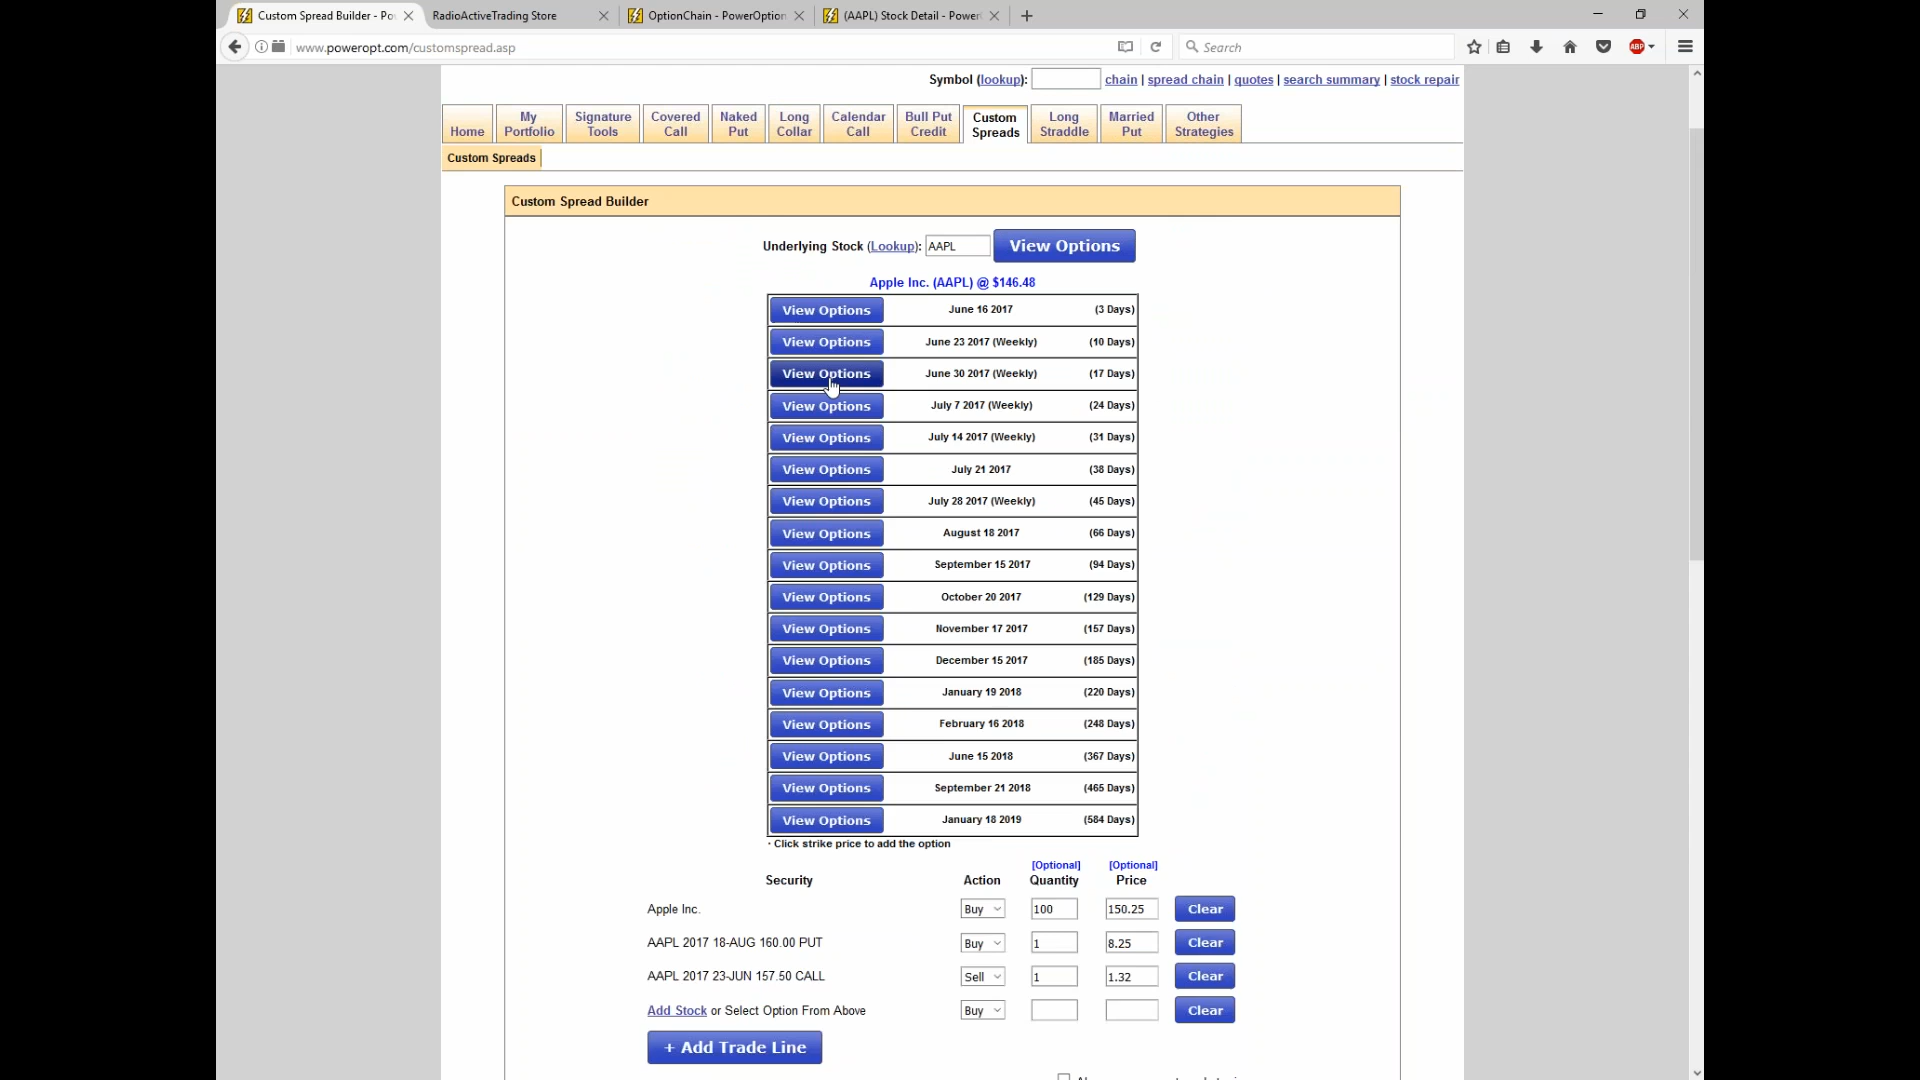 Custom Spread Builder - Po
RadioActiveTrading Store
OptionChain - PowerOption
(AAPL) Stock Detail - Power
www.poweropt.com/customspread.asp
Search
ABP
Symbol (lookup): chain | spread chain | quotes | search summary | stock repair
Home
My Portfolio
Signature Tools
Covered Call
Naked Put
Long Collar
Calendar Call
Bull Put Credit
Custom Spreads
Long Straddle
Married Put
Other Strategies
Custom Spreads
Custom Spread Builder
Underlying Stock (Lookup): AAPL View Options
Apple Inc. (AAPL) @ $146.48
View Options June 16 2017 (3 Days)
View Options June 23 2017 (Weekly) (10 Days)
View Options June 30 2017 (Weekly) (17 Days)
View Options July 7 2017 (Weekly) (24 Days)
View Options July 14 2017 (Weekly) (31 Days)
View Options July 21 2017 (38 Days)
View Options July 28 2017 (Weekly) (45 Days)
View Options August 18 2017 (66 Days)
View Options September 15 2017 (94 Days)
View Options October 20 2017 (129 Days)
View Options November 17 2017 (157 Days)
View Options December 15 2017 (185 Days)
View Options January 19 2018 (220 Days)
View Options February 16 2018 (248 Days)
View Options June 15 2018 (367 Days)
View Options September 21 2018 (465 Days)
View Options January 18 2019 (584 Days)
· Click strike price to add the option
[Optional] [Optional]
Security Action Quantity Price
Apple Inc. Buy 100 150.25 Clear
AAPL 2017 18-AUG 160.00 PUT Buy 1 8.25 Clear
AAPL 2017 23-JUN 157.50 CALL Sell 1 1.32 Clear
Add Stock or Select Option From Above Buy Clear
+ Add Trade Line